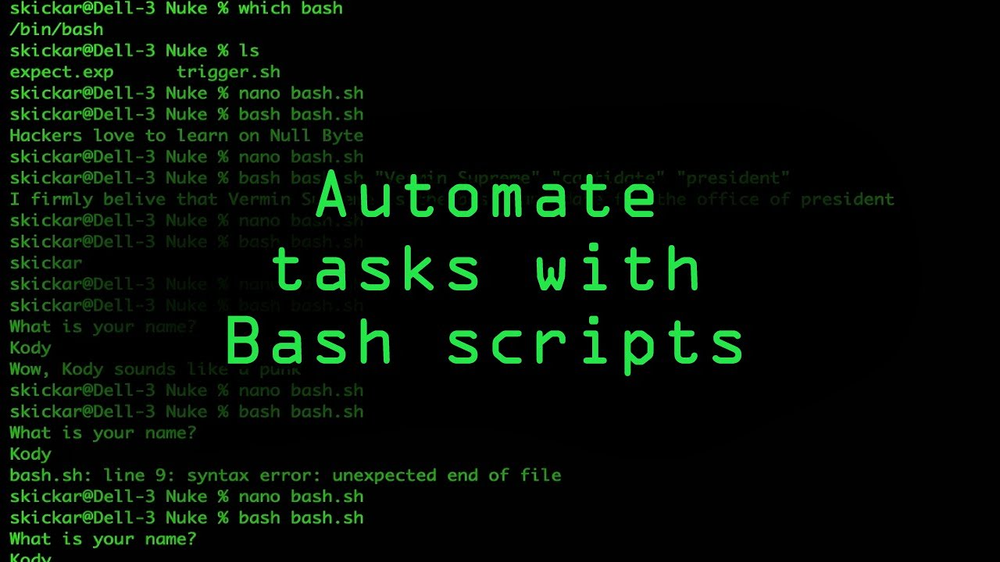 skickar@Dell-3 Nuke % which bash
/bin/bash
skickar@Dell-3 Nuke % ls
expect.exp trigger.sh
skickar@Dell-3 Nuke % nano bash.sh
skickar@Dell-3 Nuke % bash bash.sh
Hackers love to learn on Null Byte
skickar@Dell-3 Nuke % nano bash.sh
skickar@Dell-3 Nuke % bash bash.sh "Vermin Supreme" "president"
I firmly belive that Vermin the office of president
skickar@Dell-3 Nuke % nano bash.sh
skickar@Dell-3 Nuke % bash bash.sh
skickar
skickar@Dell-3 Nuke % nano
skickar@Dell-3 Nuke % bash bash.sh
What is your name?
Kody
Wow, Kody sounds like a punk
skickar@Dell-3 Nuke % nano bash.sh
skickar@Dell-3 Nuke % bash bash.sh
What is your name?
Kody
bash.sh: line 9: syntax error: unexpected end of file
skickar@Dell-3 Nuke % nano bash.sh
skickar@Dell-3 Nuke % bash bash.sh
What is your name?
Kody
Automate
tasks with
Bash scripts